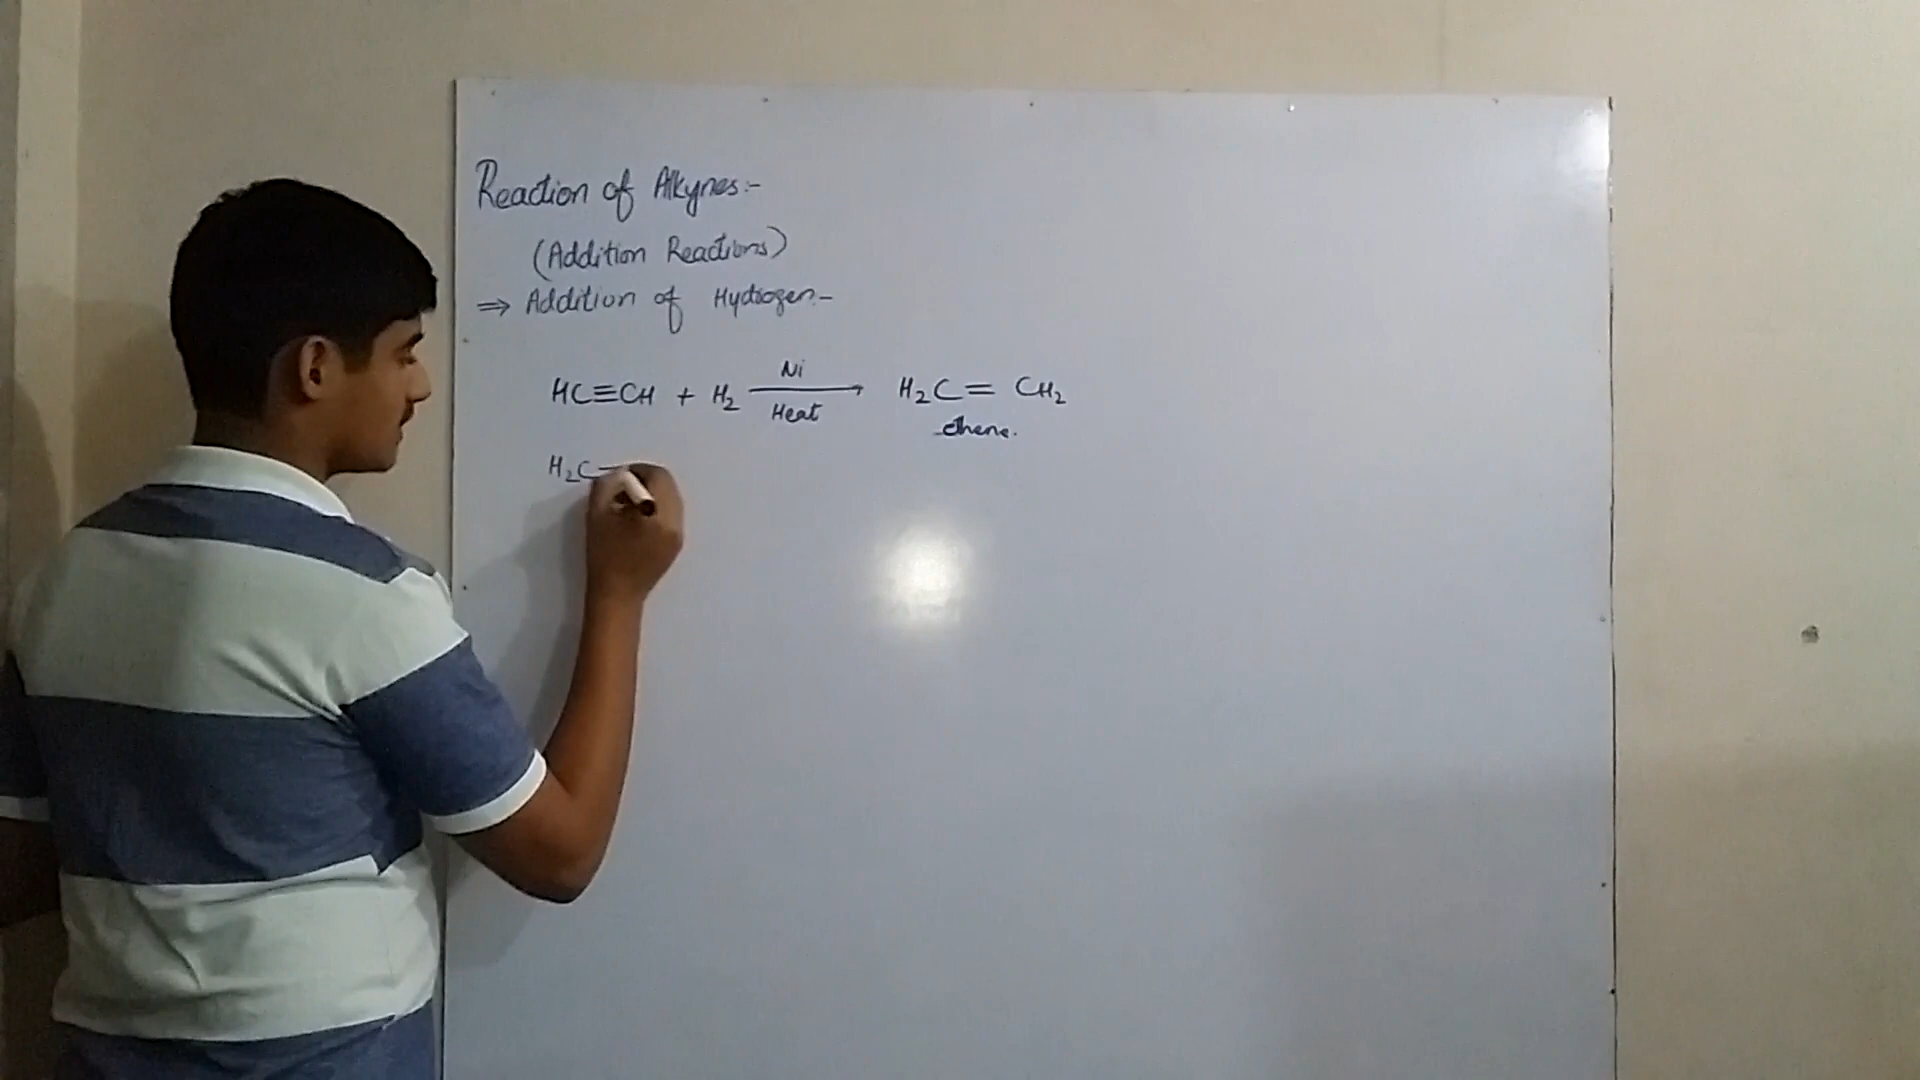 Reaction of Alkynes:-
(Addition Reactions)
⇒ Addition of Hydrogen:-
HC≡CH + H₂ —Ni/Heat→ H₂C = CH₂
ethene.
H₂C